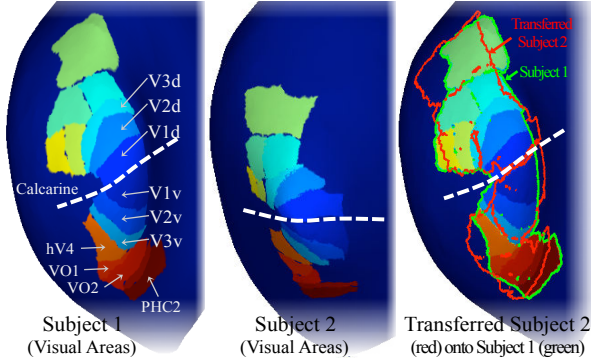 V3d
V2d
V1d
Calcarine
V1v
V2v
V3v
hV4
VO1
VO2
PHC2
Subject 1
(Visual Areas)
Subject 2
(Visual Areas)
Transferred
Subject 2
Subject 1
Transferred Subject 2
(red) onto Subject 1 (green)